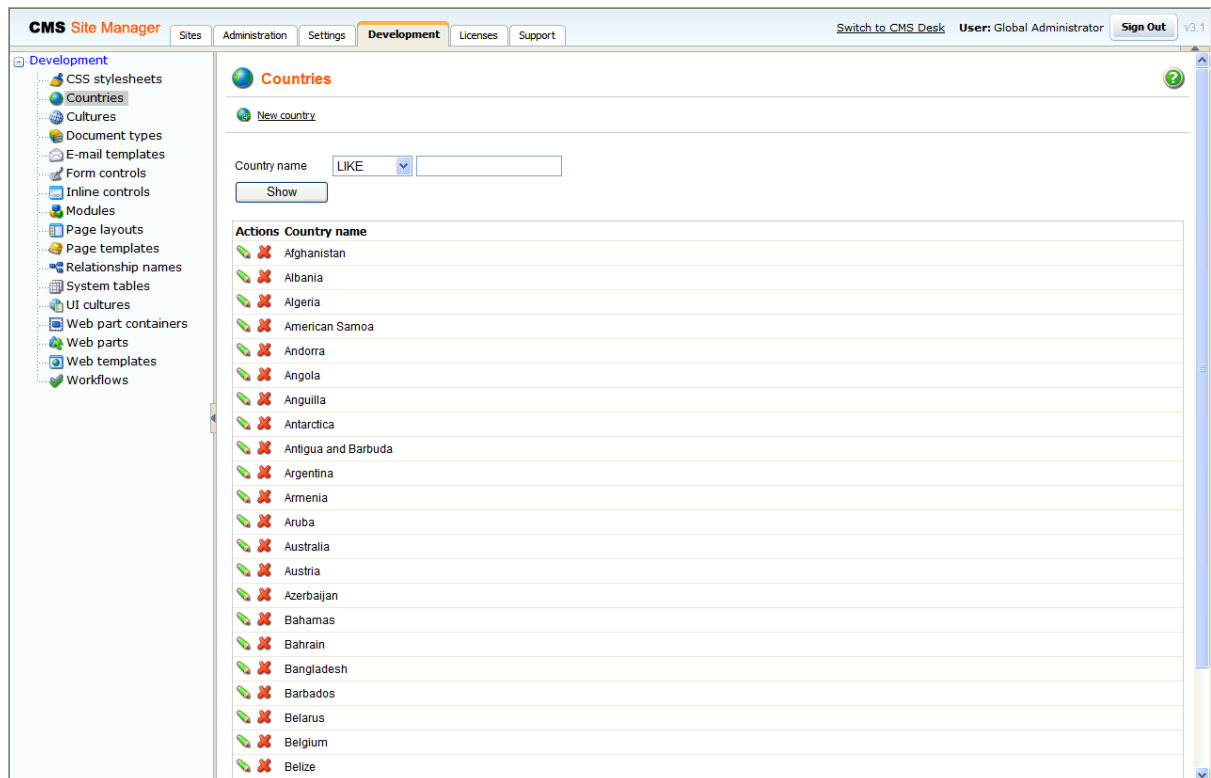 CMS Site Manager Sites Administration Settings Development Licenses Support Switch to CMS Desk User: Global Administrator Sign Out v3.1
Development
CSS stylesheets
Countries
Cultures
Document types
E-mail templates
Form controls
Inline controls
Modules
Page layouts
Page templates
Relationship names
System tables
UI cultures
Web part containers
Web parts
Web templates
Workflows
Countries
New country
Country name LIKE
Show
Actions Country name
Afghanistan
Albania
Algeria
American Samoa
Andorra
Angola
Anguilla
Antarctica
Antigua and Barbuda
Argentina
Armenia
Aruba
Australia
Austria
Azerbaijan
Bahamas
Bahrain
Bangladesh
Barbados
Belarus
Belgium
Belize